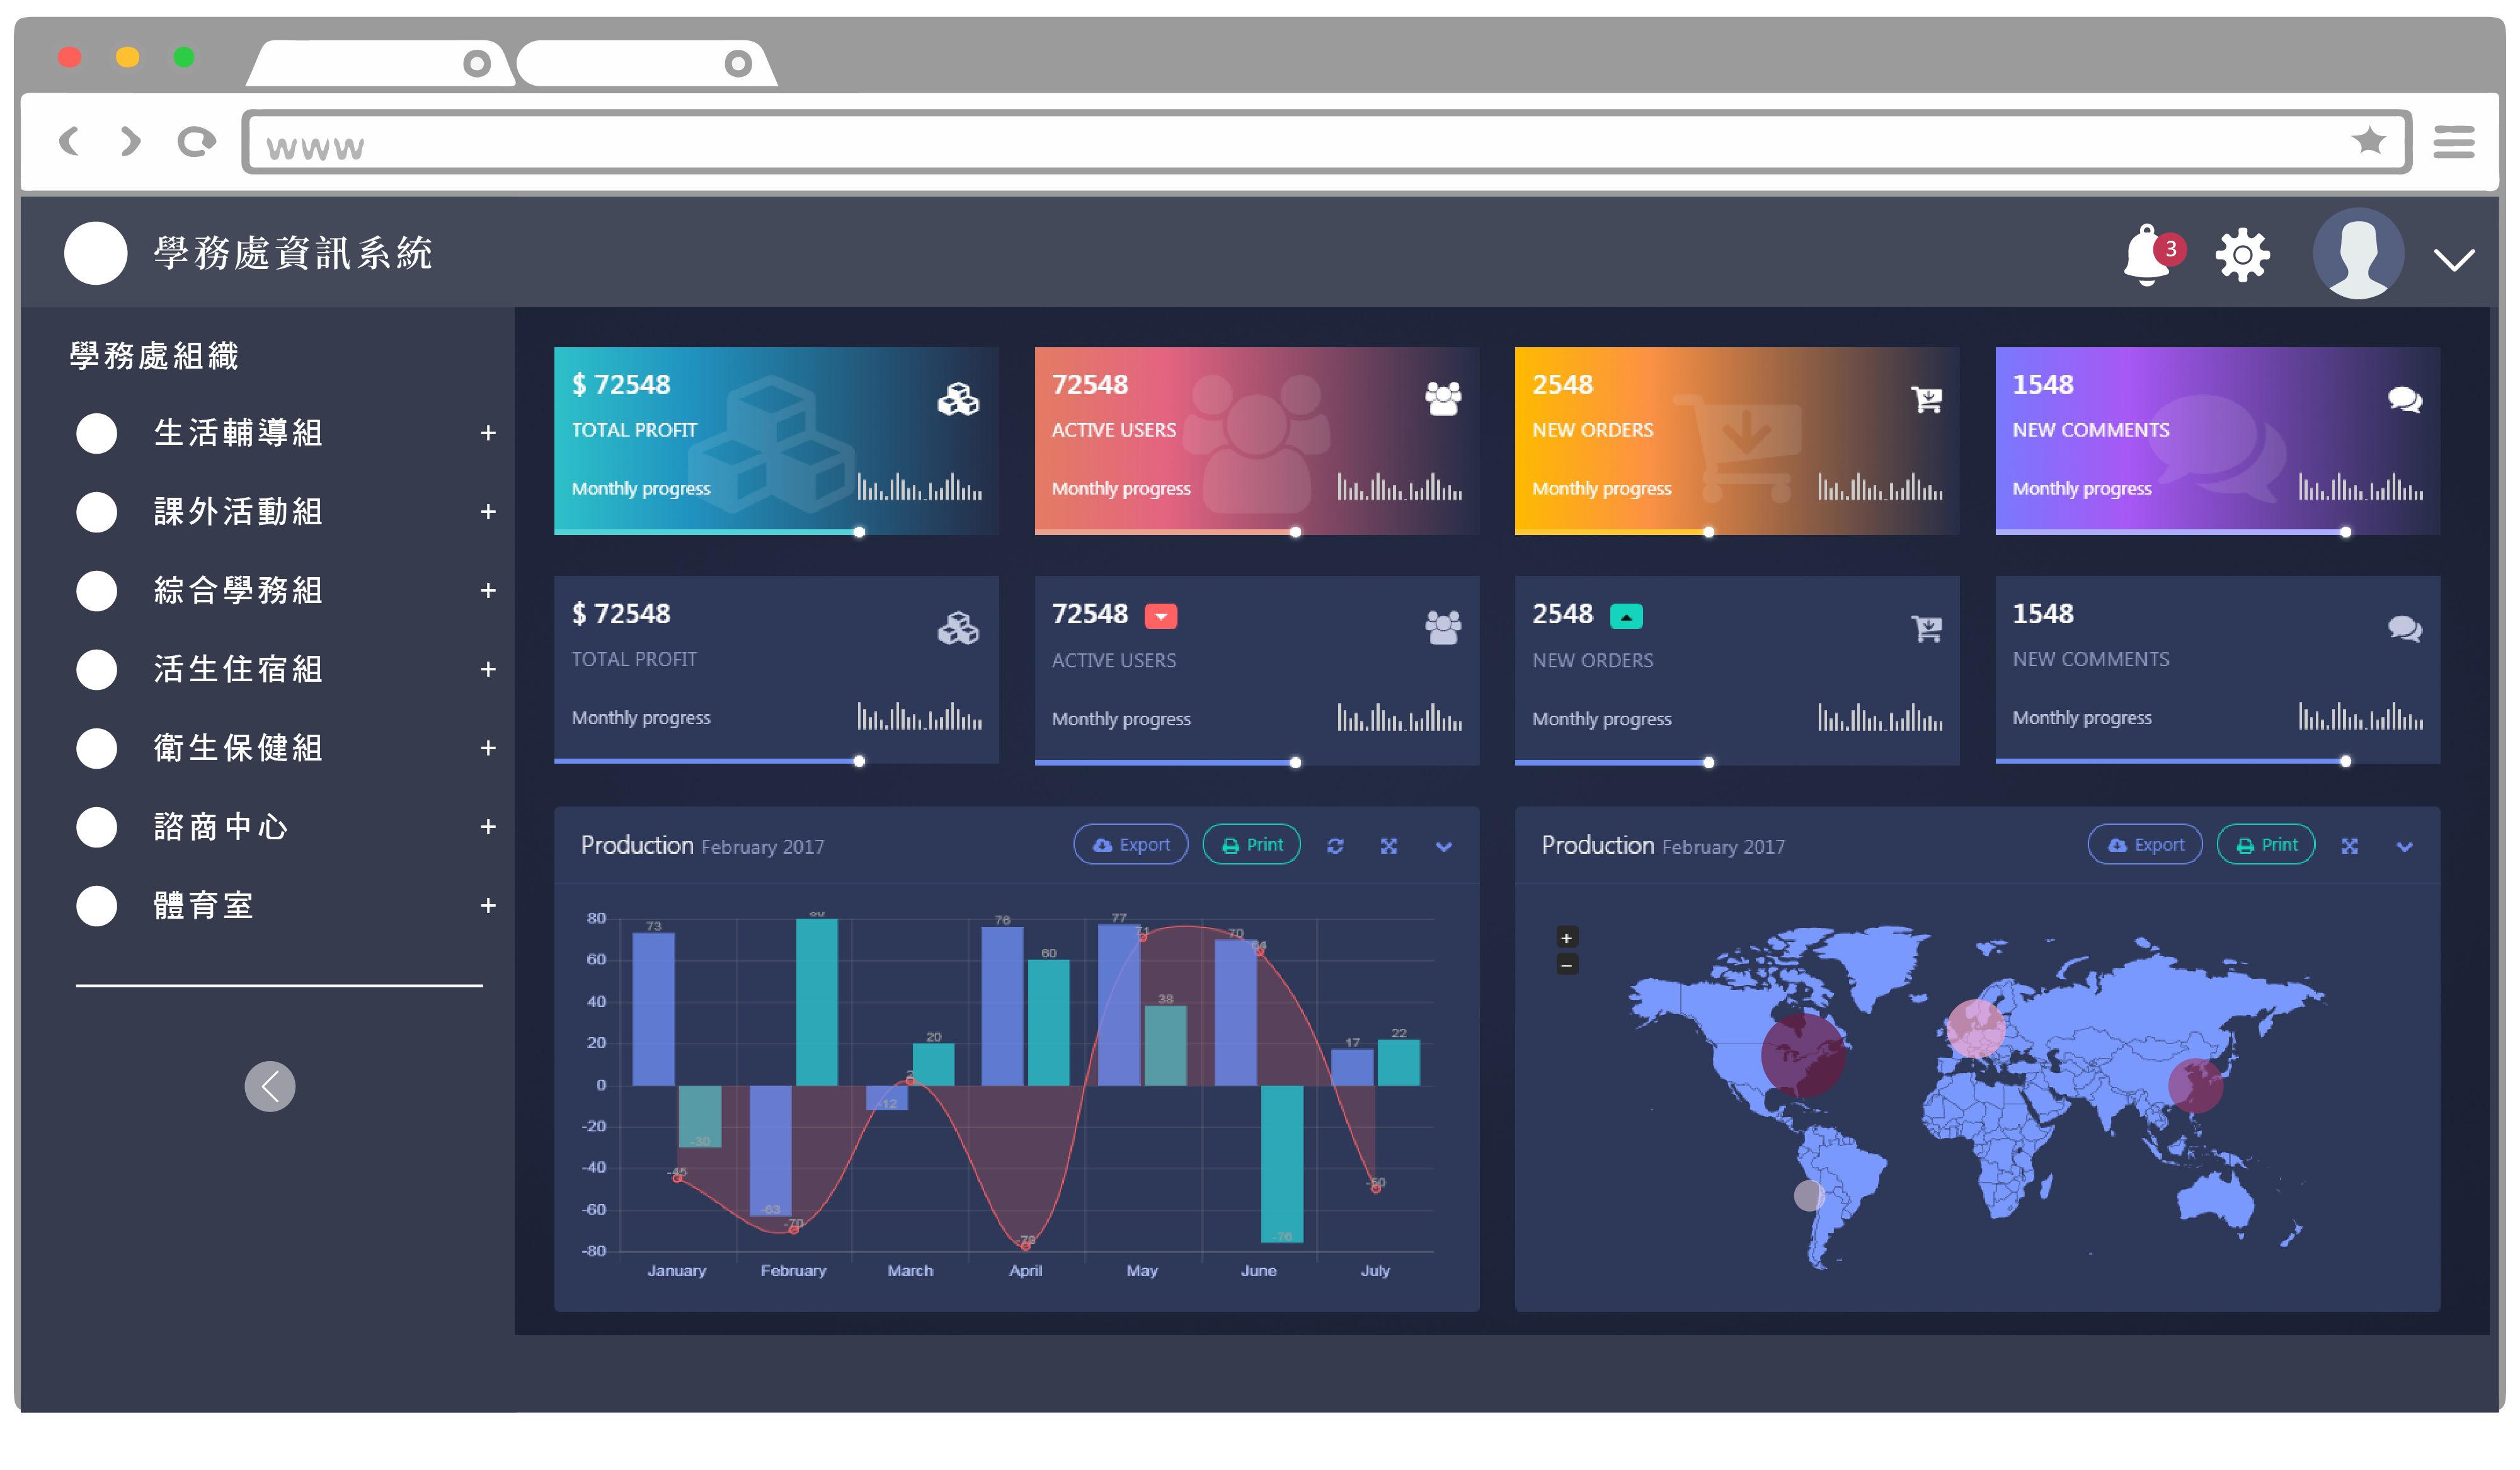 www
學務處資訊系統
3
學務處組織
生活輔導組 +
課外活動組 +
綜合學務組 +
活生住宿組 +
衛生保健組 +
諮商中心 +
體育室 +
$ 72548
TOTAL PROFIT
Monthly progress
72548
ACTIVE USERS
Monthly progress
2548
NEW ORDERS
Monthly progress
1548
NEW COMMENTS
Monthly progress
$ 72548
TOTAL PROFIT
Monthly progress
72548
ACTIVE USERS
Monthly progress
2548
NEW ORDERS
Monthly progress
1548
NEW COMMENTS
Monthly progress
Production February 2017
Export
Print
80
60
40
20
0
-20
-40
-60
-80
73
-30
-45
-63
80
-70
-12
2
20
76
60
-78
77
71
38
70
64
-76
17
22
-50
January
February
March
April
May
June
July
Production February 2017
Export
Print
+
−